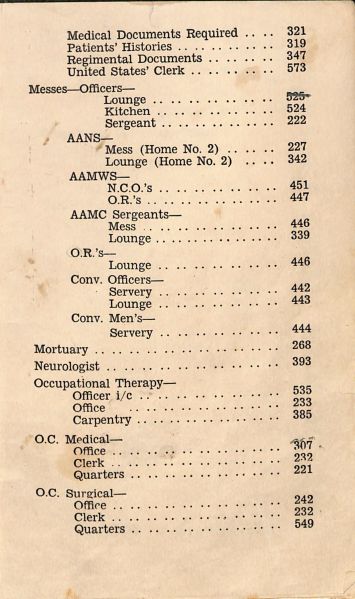 Medical Documents Required .... 321
Patients' Histories .......... 319
Regimental Documents ...... 347
United States' Clerk ........ 573
Messes—Officers—
Lounge ............ 525
Kitchen ............ 524
Sergeant ............ 222
AANS—
Mess (Home No. 2) ...... 227
Lounge (Home No. 2) .... 342
AAMWS—
N.C.O.'s ............ 451
O.R.'s ............ 447
AAMC Sergeants—
Mess ............ 446
Lounge ............ 339
O.R.'s—
Lounge ............ 446
Conv. Officers—
Servery ............ 442
Lounge ............ 443
Conv. Men's—
Servery ............ 444
Mortuary .................. 268
Neurologist .................. 393
Occupational Therapy—
Officer i/c .............. 535
Office .............. 233
Carpentry .............. 385
O.C. Medical—
Office .............. 307
Clerk .............. 232
Quarters .............. 221
O.C. Surgical—
Office .............. 242
Clerk .............. 232
Quarters .............. 549